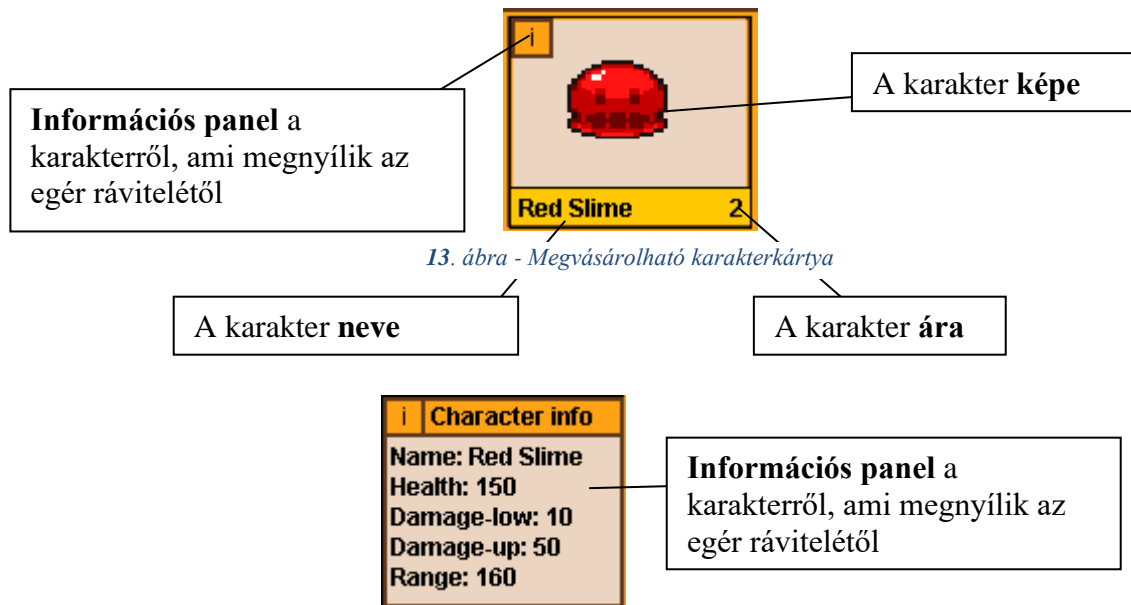 i
A karakter képe
Információs panel a
karakterről, ami megnyílik az
egér rávitelétől
Red Slime 2
13. ábra - Megvásárolható karakterkártya
A karakter neve
A karakter ára
i Character info
Name: Red Slime
Health: 150
Damage-low: 10
Damage-up: 50
Range: 160
Információs panel a
karakterről, ami megnyílik az
egér rávitelétől